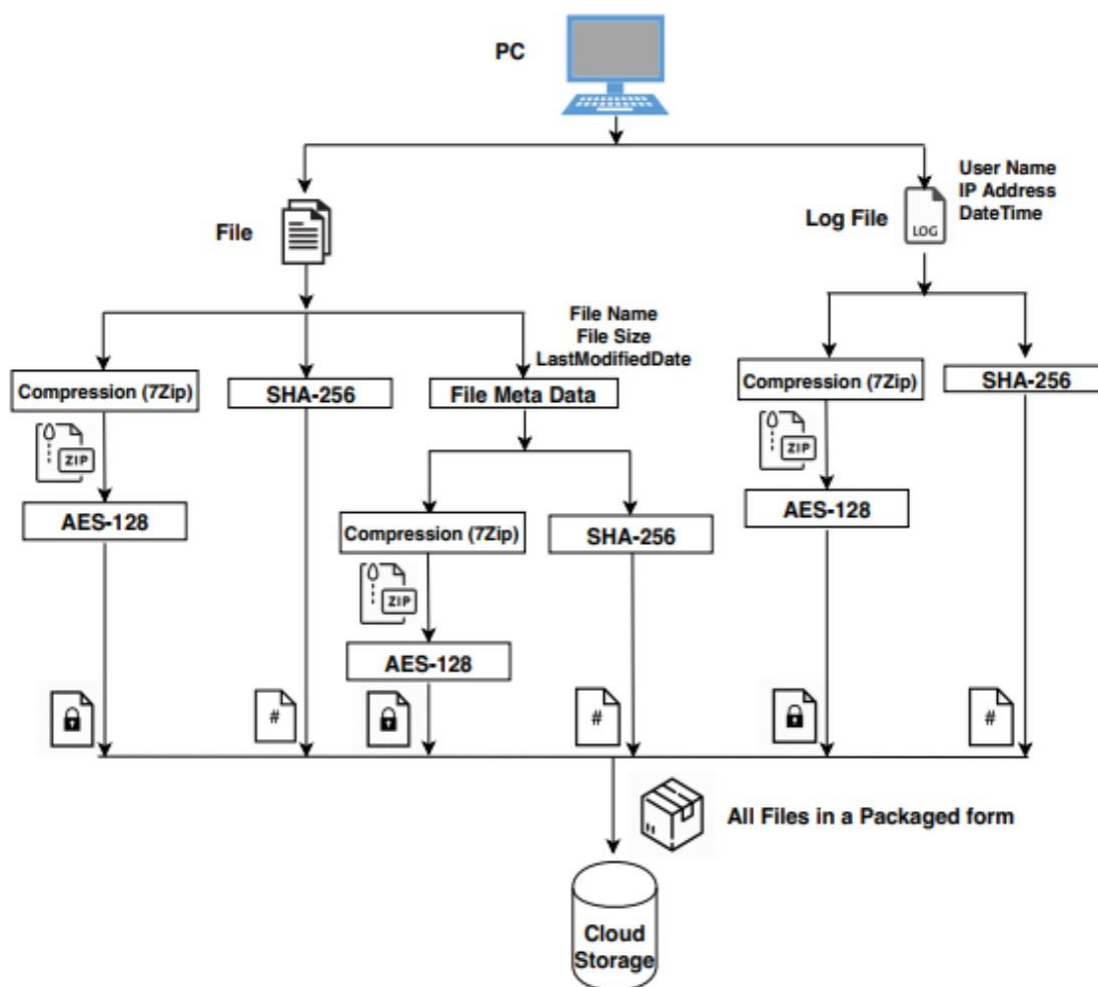 PC
User Name
IP Address
DateTime
File
Log File
LOG
File Name
File Size
LastModifiedDate
Compression (7Zip)
SHA-256
File Meta Data
Compression (7Zip)
SHA-256
ZIP
ZIP
AES-128
AES-128
Compression (7Zip)
SHA-256
ZIP
AES-128
#
#
#
All Files in a Packaged form
Cloud
Storage